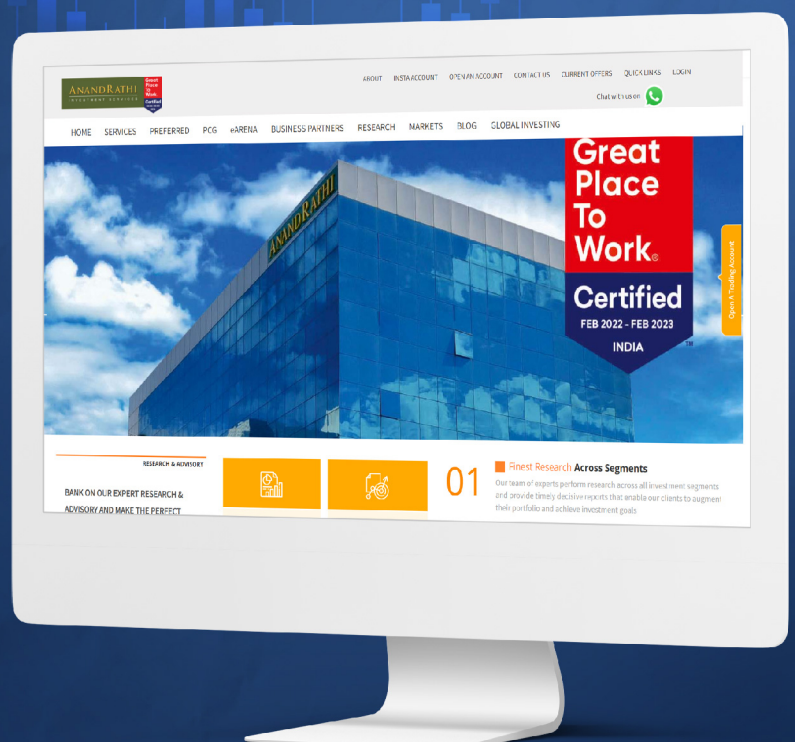 ANANDRATHI
INVESTMENT SERVICES
Great
Place
To
Work.
Certified
ABOUT INSTA ACCOUNT OPEN AN ACCOUNT CONTACT US CURRENT OFFERS QUICK LINKS LOGIN
Chat with us on
HOME SERVICES PREFERRED PCG eARENA BUSINESS PARTNERS RESEARCH MARKETS BLOG GLOBAL INVESTING
ANANDRATHI
Great
Place
To
Work®
Certified
FEB 2022 - FEB 2023
INDIA
TM
Open A Trading Account
RESEARCH & ADVISORY
BANK ON OUR EXPERT RESEARCH &
ADVISORY AND MAKE THE PERFECT
01
Finest Research Across Segments
Our team of experts perform research across all investment segments
and provide timely decisive reports that enable our clients to augment
their portfolio and achieve investment goals